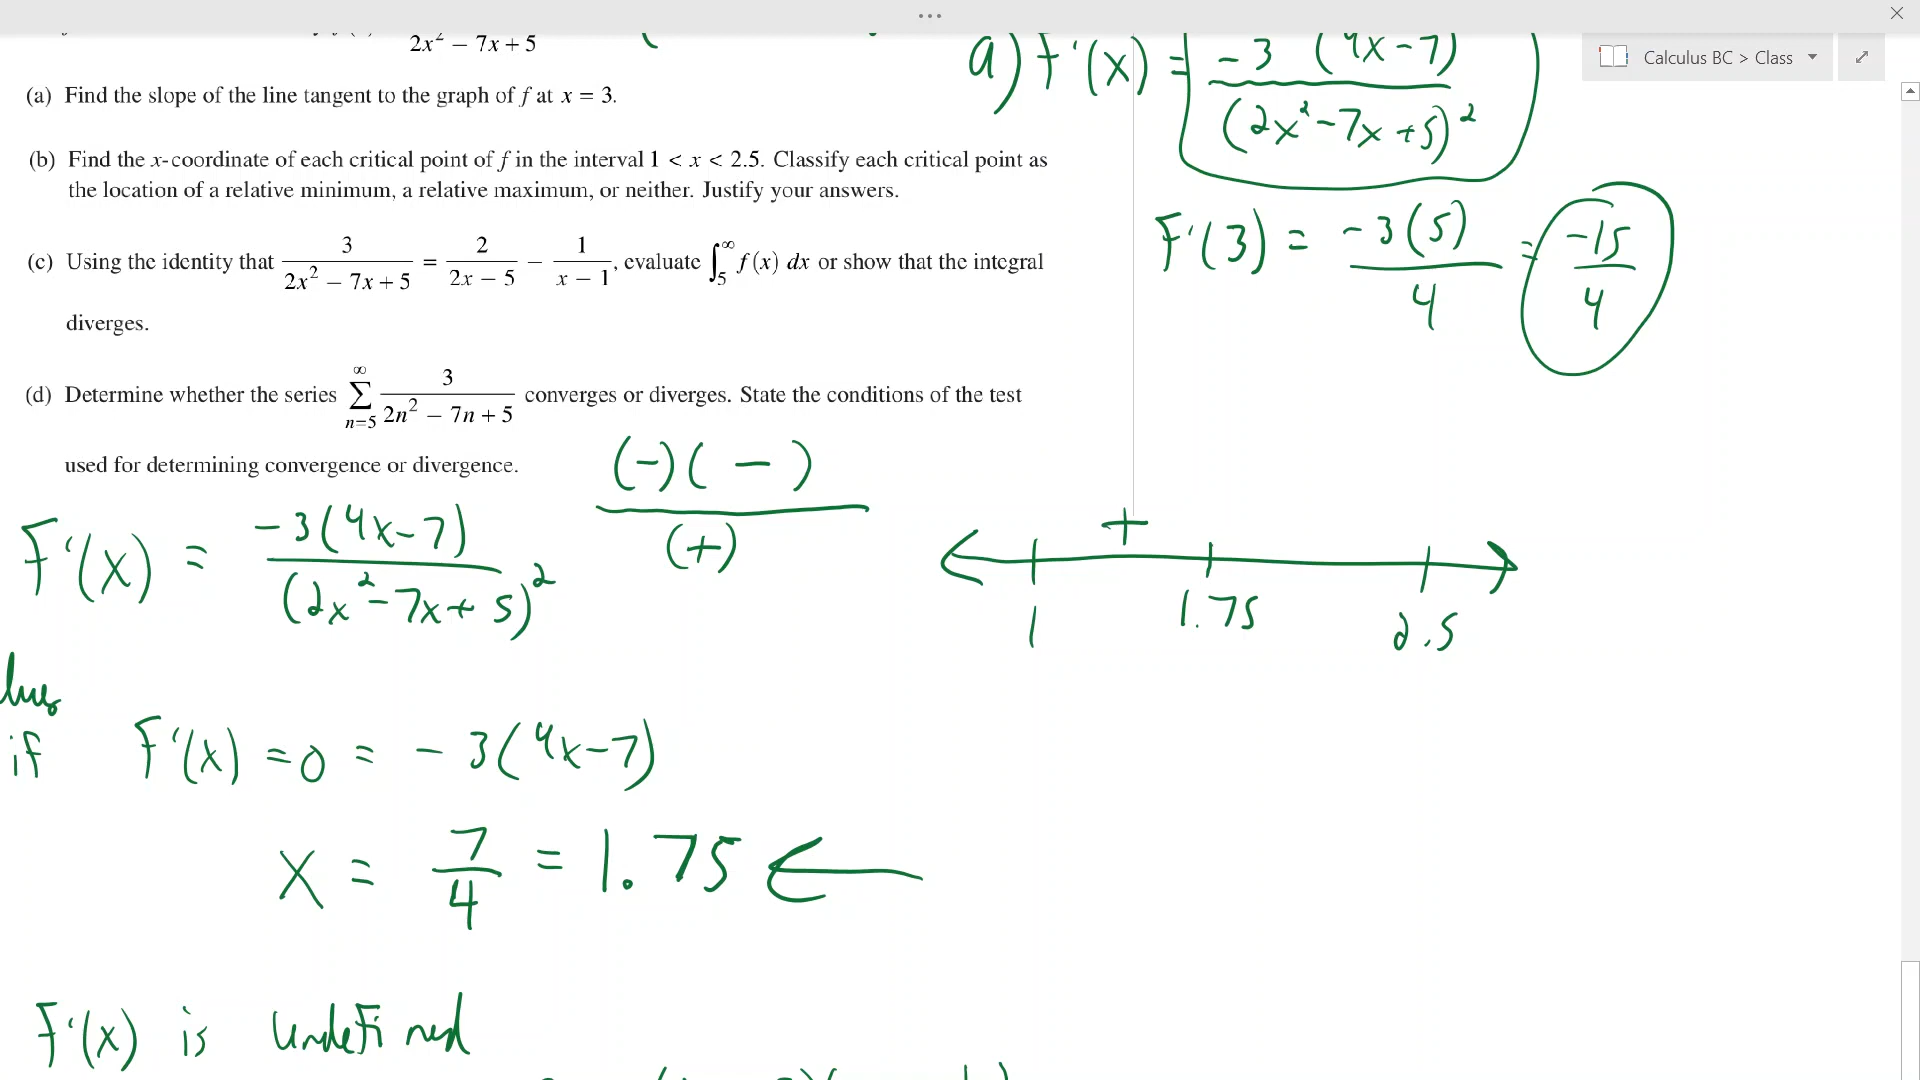 2x² − 7x + 5
(a) Find the slope of the line tangent to the graph of f at x = 3.
(b) Find the x-coordinate of each critical point of f in the interval 1 < x < 2.5. Classify each critical point as
the location of a relative minimum, a relative maximum, or neither. Justify your answers.
(c) Using the identity that 3/(2x² − 7x + 5) = 2/(2x − 5) − 1/(x − 1), evaluate ∫₅^∞ f(x) dx or show that the integral
diverges.
(d) Determine whether the series ∑_{n=5}^∞ 3/(2n² − 7n + 5) converges or diverges. State the conditions of the test
used for determining convergence or divergence.
a) F'(x) = -3 (4x-7)/(2x²-7x+5)²
Calculus BC > Class
F'(3) = -3(5)/4 = -15/4
(-)(-)/(+)
F'(x) = -3(4x-7)/(2x²-7x+5)²
+
1 1.75 2.5
if F'(x) = 0 = -3(4x-7)
x = 7/4 = 1.75
F'(x) is undefined